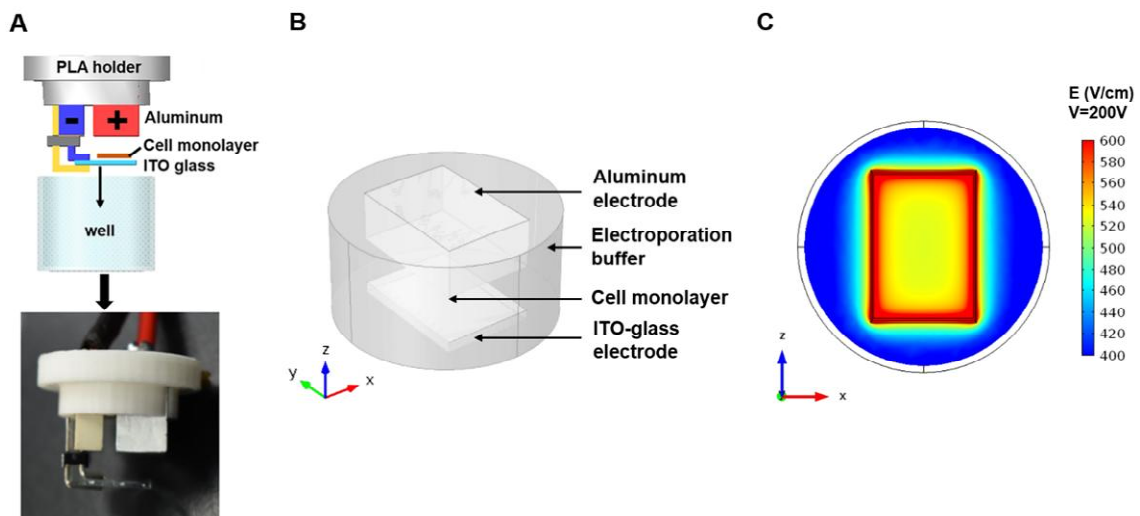 A
PLA holder
-
+
Aluminum
Cell monolayer
ITO glass
well
B
Aluminum
electrode
Electroporation
buffer
Cell monolayer
ITO-glass
electrode
z
y
x
C
E (V/cm)
V=200V
600
580
560
540
520
500
480
460
440
420
400
z
x